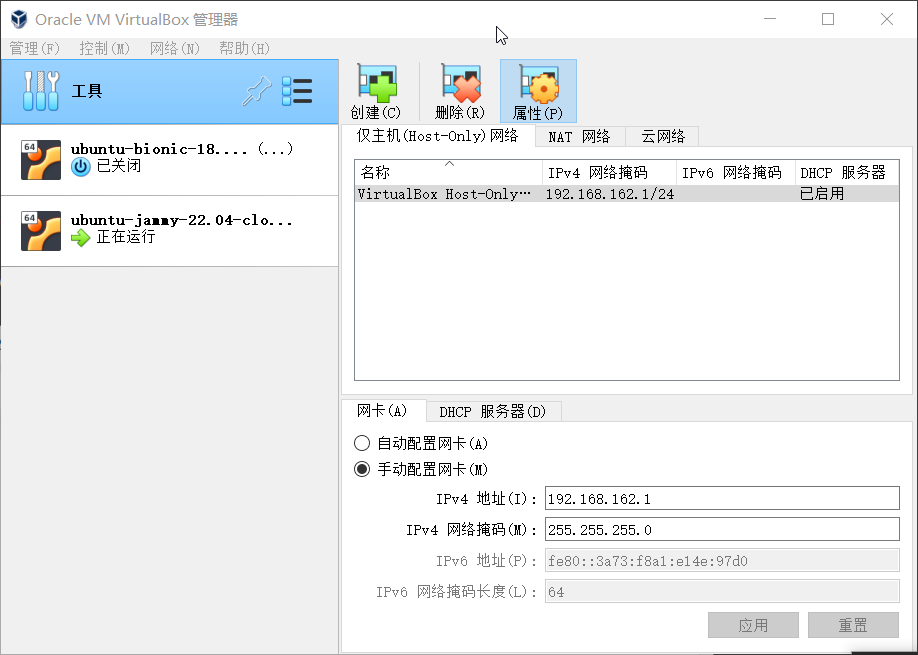 Oracle VM VirtualBox 管理器
管理(F) 控制(M) 网络(N) 帮助(H)
工具
创建(C) 删除(R) 属性(P)
64 ubuntu-bionic-18.... (...)
已关闭
64 ubuntu-jammy-22.04-clo...
正在运行
仅主机(Host-Only)网络 NAT 网络 云网络
名称 IPv4 网络掩码 IPv6 网络掩码 DHCP 服务器
VirtualBox Host-Only… 192.168.162.1/24 已启用
网卡(A) DHCP 服务器(D)
自动配置网卡(A)
手动配置网卡(M)
IPv4 地址(I): 192.168.162.1
IPv4 网络掩码(M): 255.255.255.0
IPv6 地址(P): fe80::3a73:f8a1:e14e:97d0
IPv6 网络掩码长度(L): 64
应用 重置